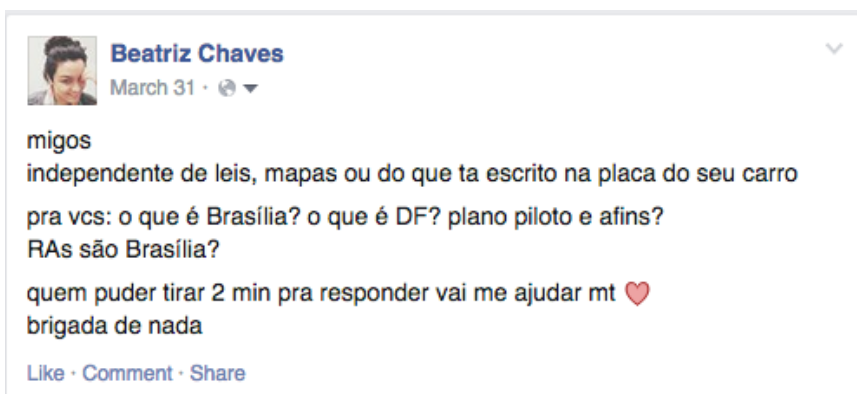 Beatriz Chaves
March 31 ·
migos
independente de leis, mapas ou do que ta escrito na placa do seu carro
pra vcs: o que é Brasília? o que é DF? plano piloto e afins?
RAs são Brasília?
quem puder tirar 2 min pra responder vai me ajudar mt
brigada de nada
Like · Comment · Share